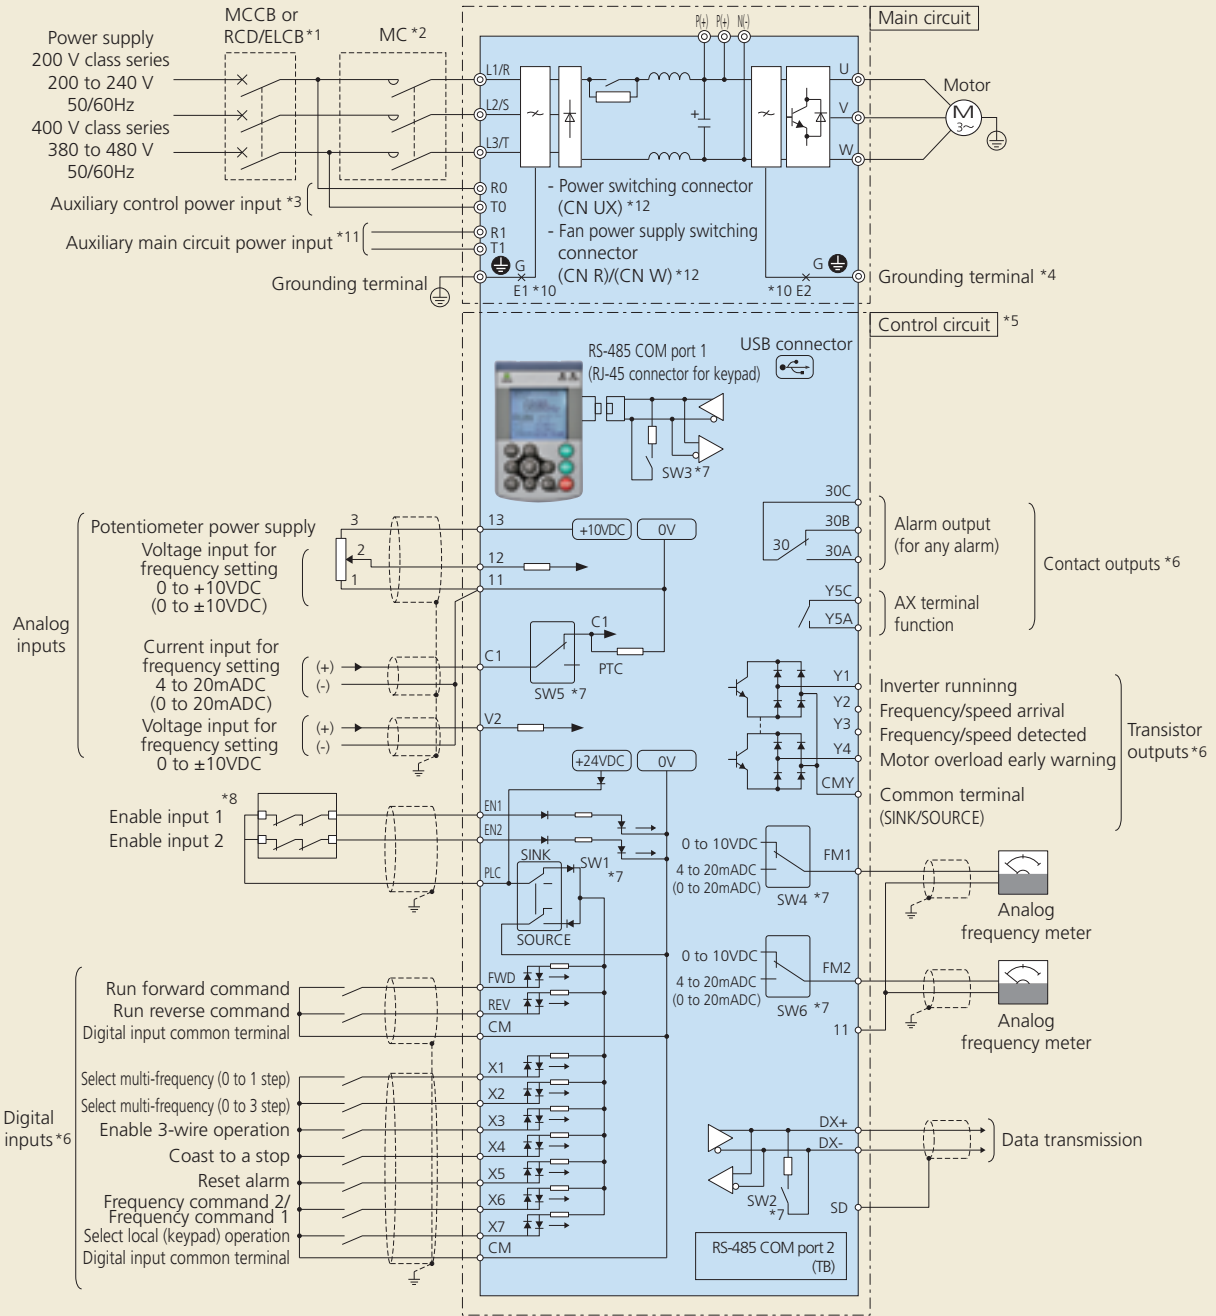 MCCB or
RCD/ELCB *1
MC *2
Power supply
200 V class series
200 to 240 V
50/60Hz
400 V class series
380 to 480 V
50/60Hz
P(+) P(+) N(-)
Main circuit
L1/R
L2/S
L3/T
+
U
V
W
Motor
M
3~
Auxiliary control power input *3
R0
T0
Auxiliary main circuit power input *11
R1
T1
- Power switching connector
(CN UX) *12
- Fan power supply switching
connector
(CN R)/(CN W) *12
Grounding terminal
G
E1 *10
*10 E2
G
Grounding terminal *4
Control circuit *5
RS-485 COM port 1
(RJ-45 connector for keypad)
USB connector
SW3 *7
Analog
inputs
Potentiometer power supply
Voltage input for
frequency setting
0 to +10VDC
(0 to ±10VDC)
3
2
1
13
12
11
+10VDC
0V
Current input for
frequency setting
4 to 20mADC
(0 to 20mADC)
(+)
(-)
C1
C1
PTC
SW5 *7
Voltage input for
frequency setting
0 to ±10VDC
(+)
(-)
V2
+24VDC
0V
*8
Enable input 1
Enable input 2
EN1
EN2
PLC
SINK
SW1
*7
SOURCE
30C
30B
30
30A
Alarm output
(for any alarm)
Y5C
Y5A
AX terminal
function
Contact outputs *6
Y1
Y2
Y3
Y4
CMY
Inverter runninng
Frequency/speed arrival
Frequency/speed detected
Motor overload early warning
Common terminal
(SINK/SOURCE)
Transistor
outputs *6
0 to 10VDC
4 to 20mADC
(0 to 20mADC)
SW4 *7
FM1
Analog
frequency meter
0 to 10VDC
4 to 20mADC
(0 to 20mADC)
SW6 *7
FM2
11
Analog
frequency meter
Digital
inputs *6
Run forward command
Run reverse command
Digital input common terminal
FWD
REV
CM
Select multi-frequency (0 to 1 step)
Select multi-frequency (0 to 3 step)
Enable 3-wire operation
Coast to a stop
Reset alarm
Frequency command 2/
Frequency command 1
Select local (keypad) operation
Digital input common terminal
X1
X2
X3
X4
X5
X6
X7
CM
DX+
DX-
SD
SW2
*7
Data transmission
RS-485 COM port 2
(TB)